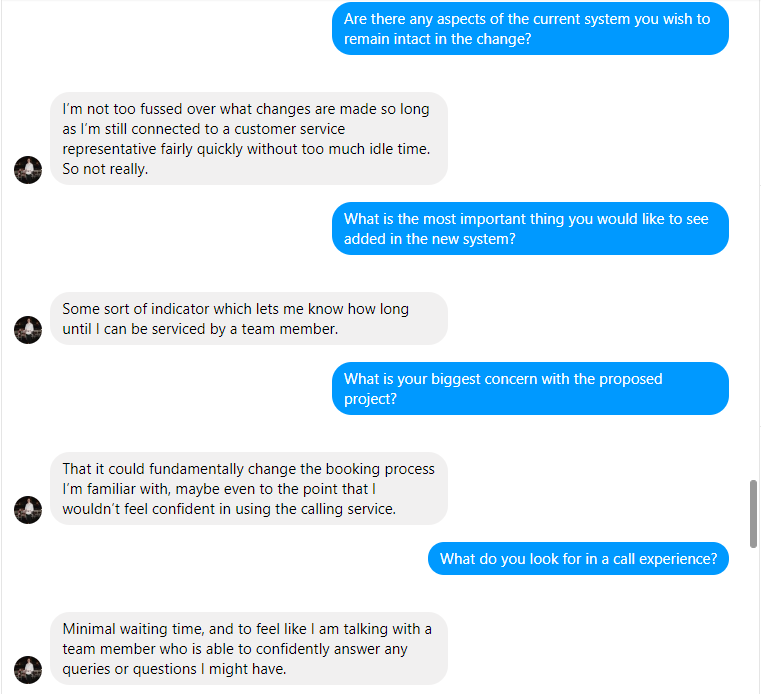 Are there any aspects of the current system you wish to
remain intact in the change?
I'm not too fussed over what changes are made so long
as I'm still connected to a customer service
representative fairly quickly without too much idle time.
So not really.
What is the most important thing you would like to see
added in the new system?
Some sort of indicator which lets me know how long
until I can be serviced by a team member.
What is your biggest concern with the proposed
project?
That it could fundamentally change the booking process
I'm familiar with, maybe even to the point that I
wouldn't feel confident in using the calling service.
What do you look for in a call experience?
Minimal waiting time, and to feel like I am talking with a
team member who is able to confidently answer any
queries or questions I might have.